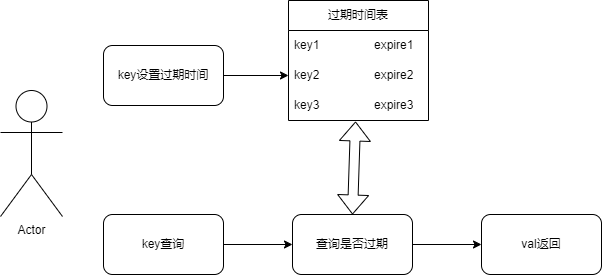 过期时间表
key1 expire1
key设置过期时间
key2 expire2
key3 expire3
Actor
key查询
查询是否过期
val返回